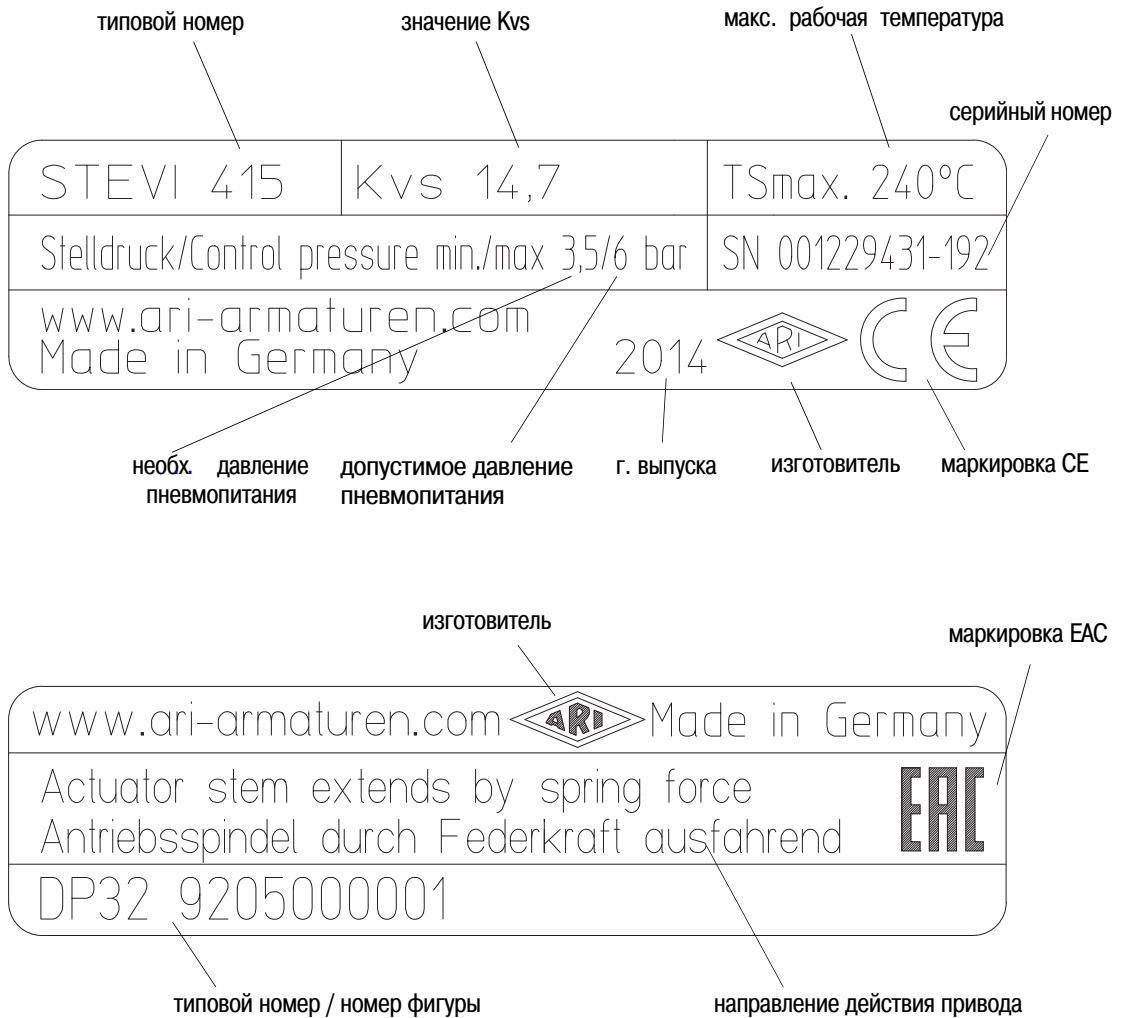 типовой номер
значение Kvs
макс. рабочая температура
серийный номер
STEVI 415
Kvs 14,7
TSmax. 240°C
Stelldruck/Control pressure min./max 3,5/6 bar
SN 001229431-192
www.ari-armaturen.com
Made in Germany
2014
ARI
CE
необх. давление
пневмопитания
допустимое давление
пневмопитания
г. выпуска
изготовитель
маркировка CE
изготовитель
маркировка EAC
www.ari-armaturen.com
ARI
Made in Germany
Actuator stem extends by spring force
Antriebsspindel durch Federkraft ausfahrend
EAC
DP32 9205000001
типовой номер / номер фигуры
направление действия привода